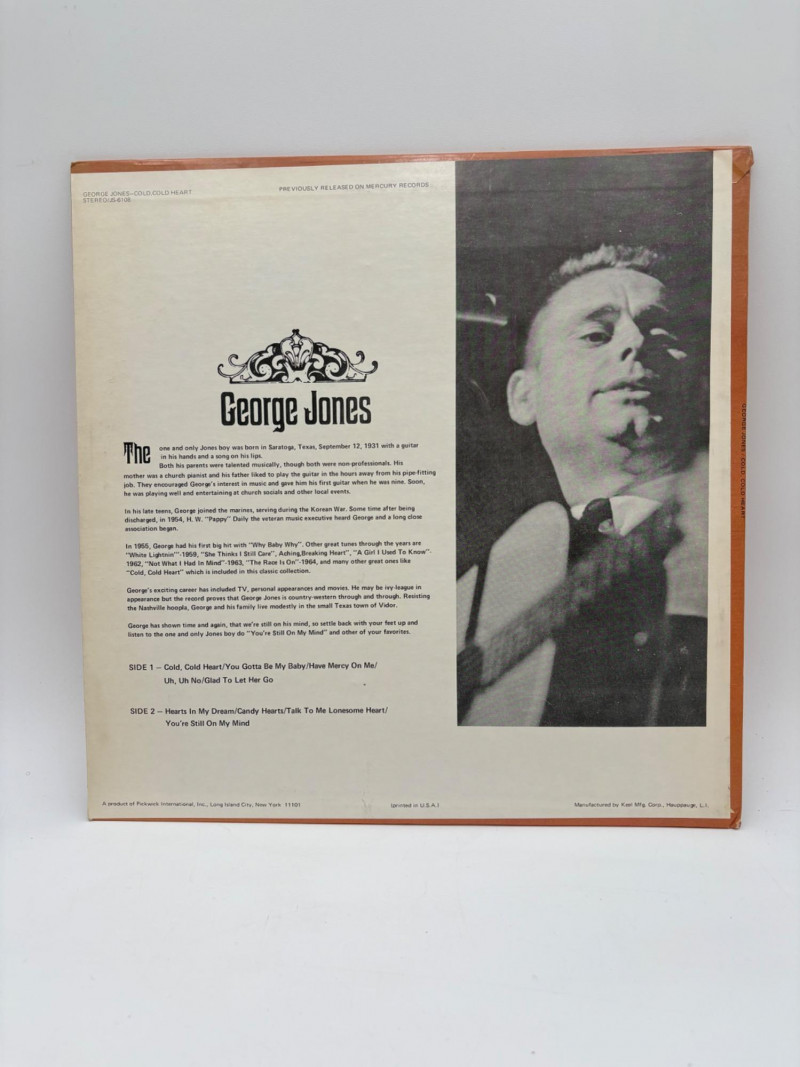 GEORGE JONES–COLD, COLD HEART
STEREO/JS-6108
PREVIOUSLY RELEASED ON MERCURY RECORDS
George Jones
The one and only Jones boy was born in Saratoga, Texas, September 12, 1931 with a guitar
in his hands and a song on his lips.
Both his parents were talented musically, though both were non-professionals. His
mother was a church pianist and his father liked to play the guitar in the hours away from his pipe-fitting
job. They encouraged George's interest in music and gave him his first guitar when he was nine. Soon,
he was playing well and entertaining at church socials and other local events.
In his late teens, George joined the marines, serving during the Korean War. Some time after being
discharged, in 1954, H. W. "Pappy" Daily the veteran music executive heard George and a long close
association began.
In 1955, George had his first big hit with "Why Baby Why". Other great tunes through the years are
"White Lightnin'"-1959, "She Thinks I Still Care", Aching,Breaking Heart", "A Girl I Used To Know"-
1962, "Not What I Had In Mind"-1963, "The Race Is On"-1964, and many other great ones like
"Cold, Cold Heart" which is included in this classic collection.
George's exciting career has included TV, personal appearances and movies. He may be ivy-league in
appearance but the record proves that George Jones is country-western through and through. Resisting
the Nashville hoopla, George and his family live modestly in the small Texas town of Vidor.
George has shown time and again, that we're still on his mind, so settle back with your feet up and
listen to the one and only Jones boy do "You're Still On My Mind" and other of your favorites.
SIDE 1 – Cold, Cold Heart/You Gotta Be My Baby/Have Mercy On Me/
Uh, Uh No/Glad To Let Her Go
SIDE 2 – Hearts In My Dream/Candy Hearts/Talk To Me Lonesome Heart/
You're Still On My Mind
A product of Pickwick International, Inc., Long Island City, New York 11101
(printed in U.S.A.)
Manufactured by Keel Mfg. Corp., Hauppauge, L.I.
GEORGE JONES COLD, COLD HEART